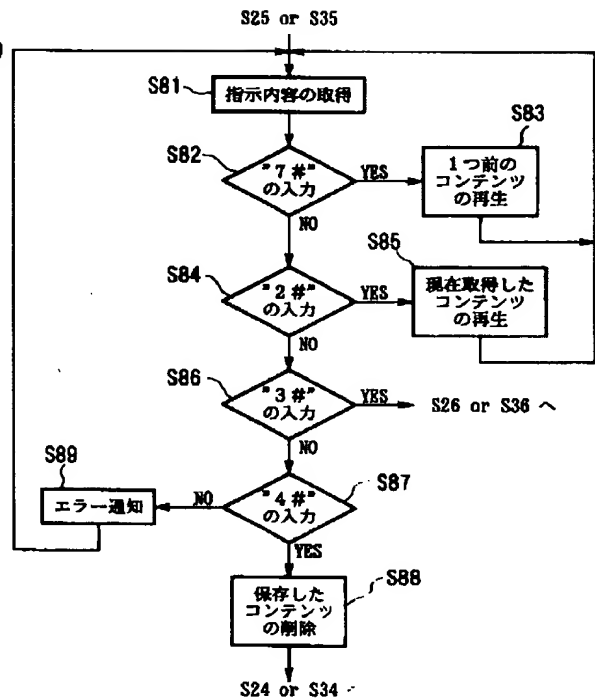 S25 or S35
S81
指示内容の取得
S82
"7#"
の入力
YES
NO
S83
1つ前の
コンテンツ
の再生
S84
"2#"
の入力
YES
NO
S85
現在取得した
コンテンツ
の再生
S86
"3#"
の入力
YES
NO
S26 or S36 へ
S87
"4#"
の入力
NO
YES
S89
エラー通知
S88
保存した
コンテンツ
の削除
S24 or S34